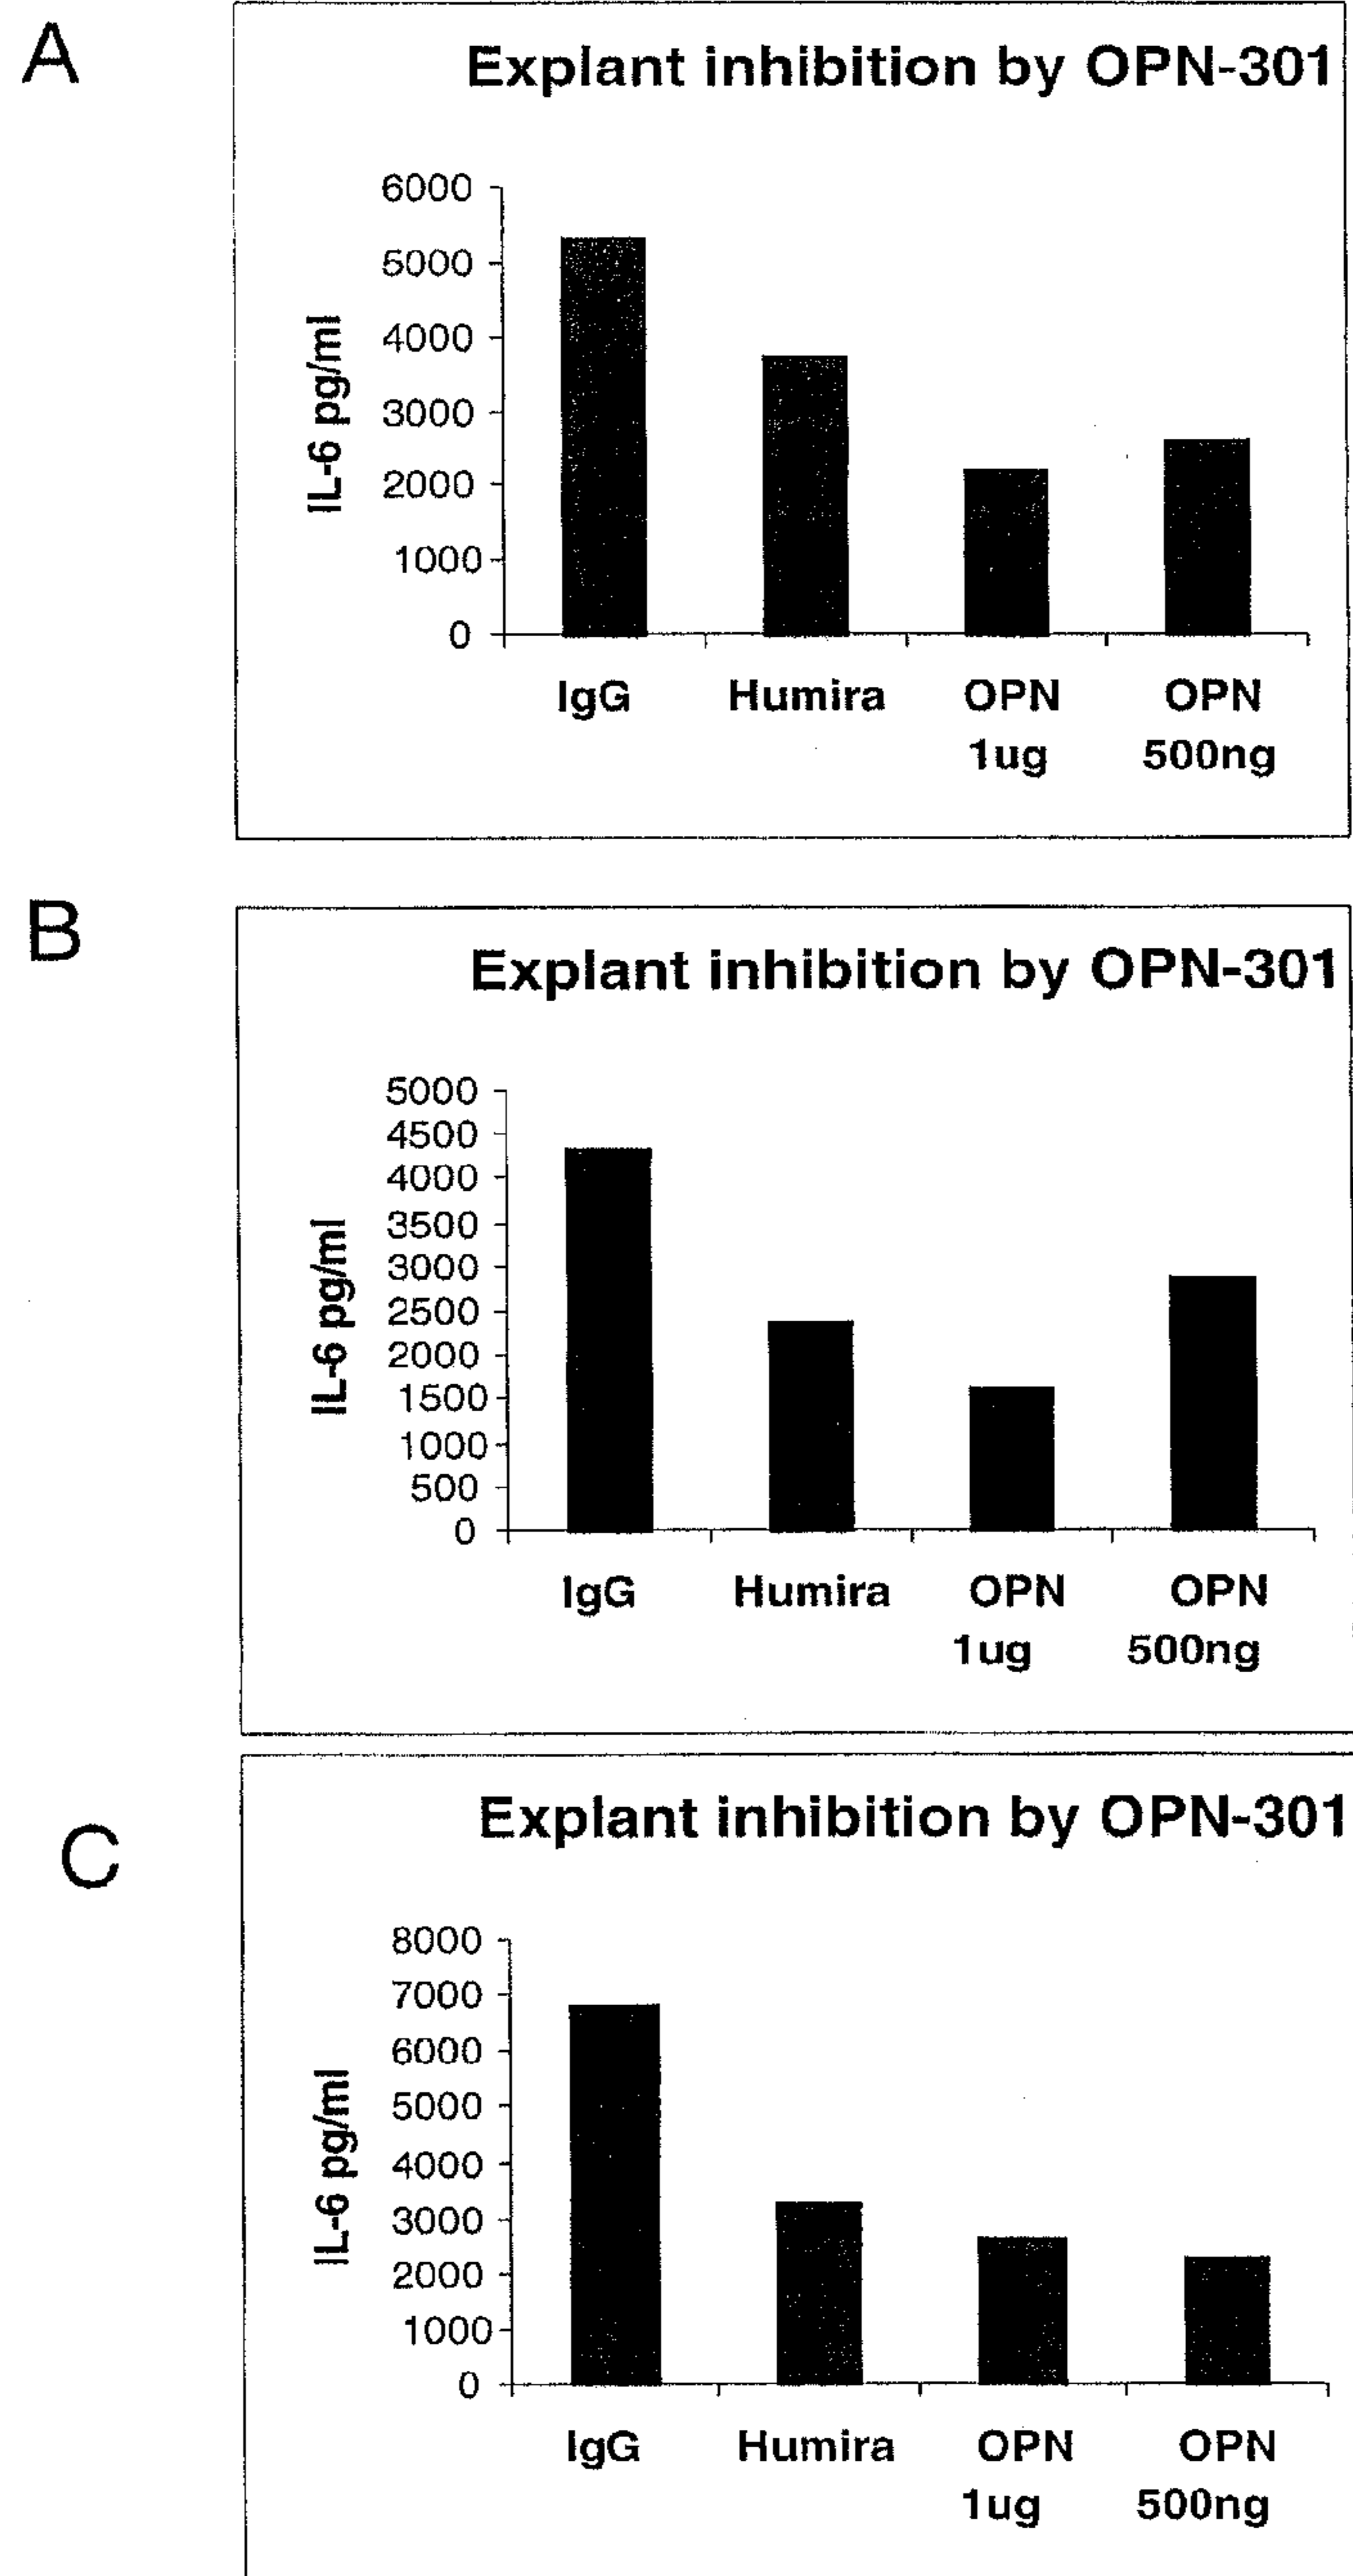 A
Explant inhibition by OPN-301
6000
5000
4000
3000
2000
1000
0
IL-6 pg/ml
IgG Humira OPN OPN
1ug 500ng
B
Explant inhibition by OPN-301
5000
4500
4000
3500
3000
2500
2000
1500
1000
500
0
IL-6 pg/ml
IgG Humira OPN OPN
1ug 500ng
C
Explant inhibition by OPN-301
8000
7000
6000
5000
4000
3000
2000
1000
0
IL-6 pg/ml
IgG Humira OPN OPN
1ug 500ng